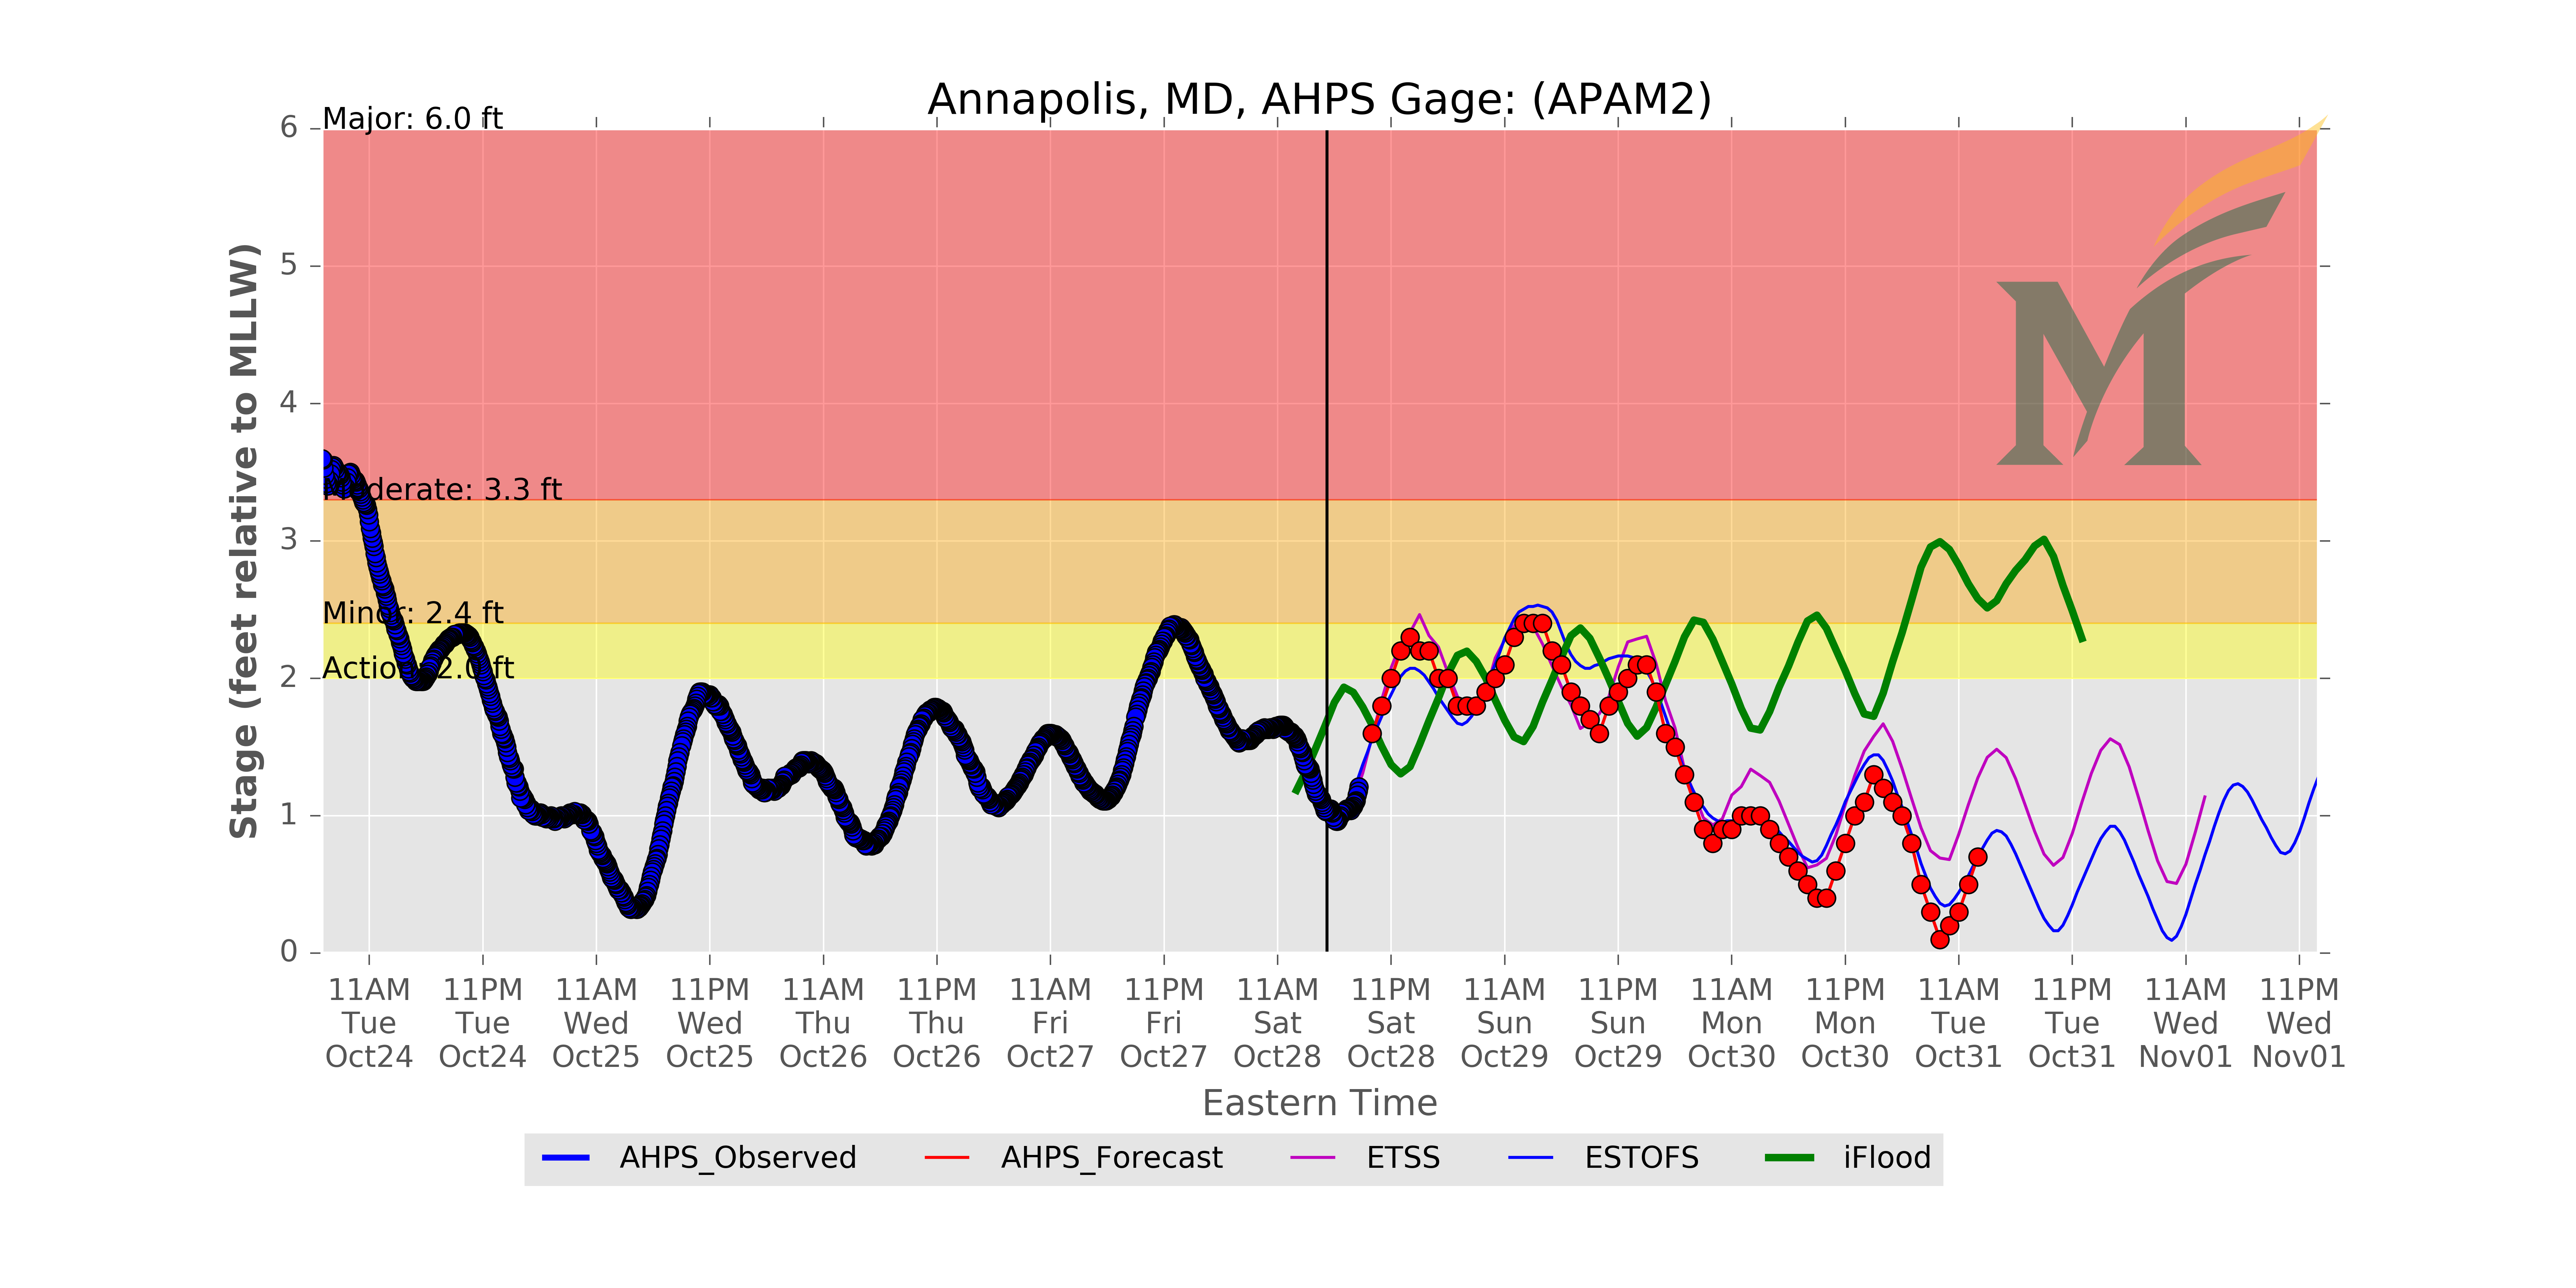 Annapolis, MD, AHPS Gage: (APAM2)
Major: 6.0 ft
Moderate: 3.3 ft
Minor: 2.4 ft
Action: 2.0 ft
Stage (feet relative to MLLW)
6
5
4
3
2
1
0
11AM 11PM 11AM 11PM 11AM 11PM 11AM 11PM 11AM 11PM 11AM 11PM 11AM 11PM 11AM 11PM 11AM 11PM
Tue Tue Wed Wed Thu Thu Fri Fri Sat Sat Sun Sun Mon Mon Tue Tue Wed Wed
Oct24 Oct24 Oct25 Oct25 Oct26 Oct26 Oct27 Oct27 Oct28 Oct28 Oct29 Oct29 Oct30 Oct30 Oct31 Oct31 Nov01 Nov01
Eastern Time
AHPS_Observed AHPS_Forecast ETSS ESTOFS iFlood